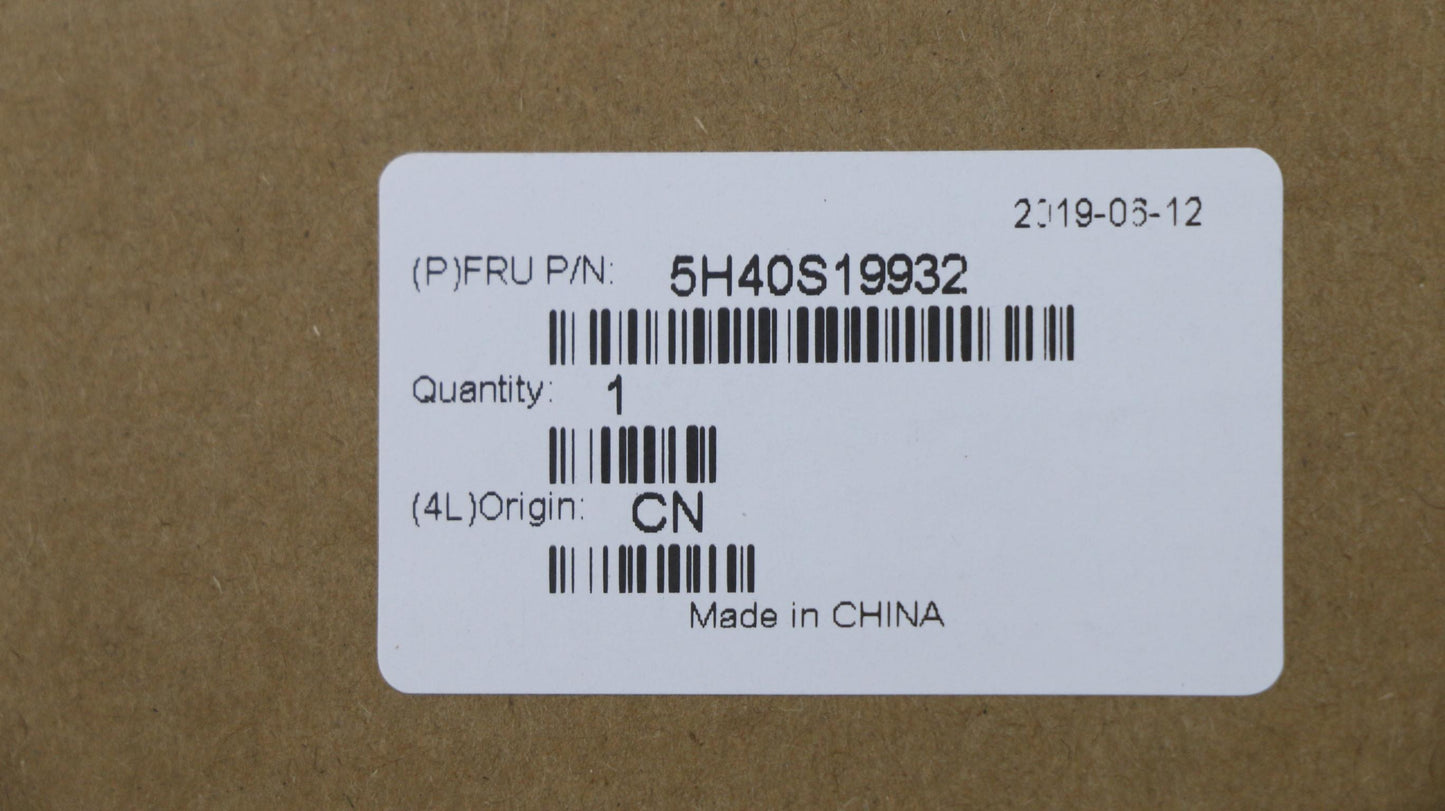 2019-06-12
(P)FRU P/N: 5H40S19932
Quantity: 1
(4L)Origin: CN
Made in CHINA